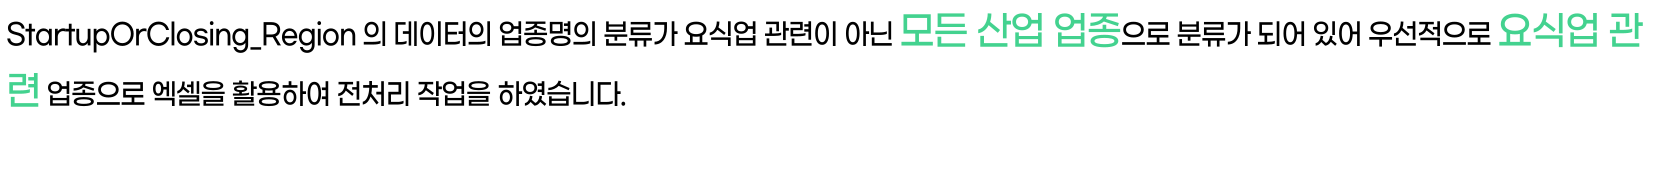 StartupOrClosing_Region 의 데이터의 업종명의 분류가 요식업 관련이 아닌 모든 산업 업종으로 분류가 되어 있어 우선적으로 요식업 관
련 업종으로 엑셀을 활용하여 전처리 작업을 하였습니다.